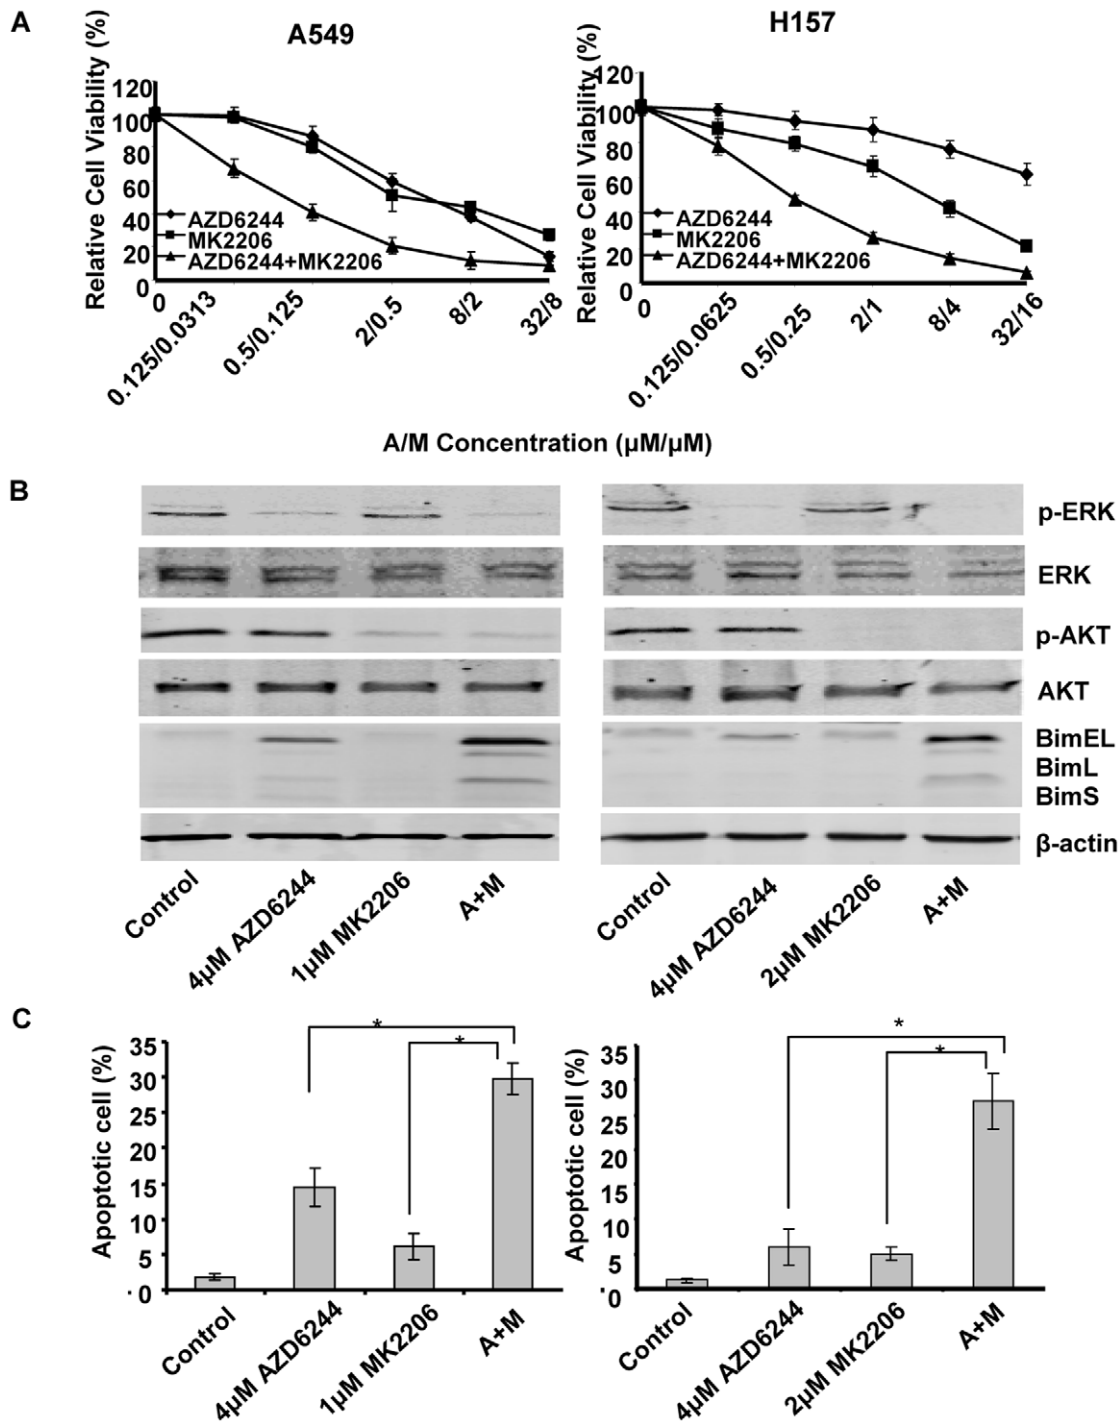 A
A549
H157
Relative Cell Viability (%)
120
100
80
60
40
20
0
AZD6244
MK2206
AZD6244+MK2206
0
0.125/0.0313
0.5/0.125
2/0.5
8/2
32/8
Relative Cell Viability (%)
120
100
80
60
40
20
0
AZD6244
MK2206
AZD6244+MK2206
0
0.125/0.0625
0.5/0.25
2/1
8/4
32/16
A/M Concentration (µM/µM)
B
p-ERK
ERK
p-AKT
AKT
BimEL
BimL
BimS
β-actin
Control
4µM AZD6244
1µM MK2206
A+M
Control
4µM AZD6244
2µM MK2206
A+M
C
Apoptotic cell (%)
35
30
25
20
15
10
5
0
*
*
Control
4µM AZD6244
1µM MK2206
A+M
Apoptotic cell (%)
35
30
25
20
15
10
5
0
*
*
Control
4µM AZD6244
2µM MK2206
A+M